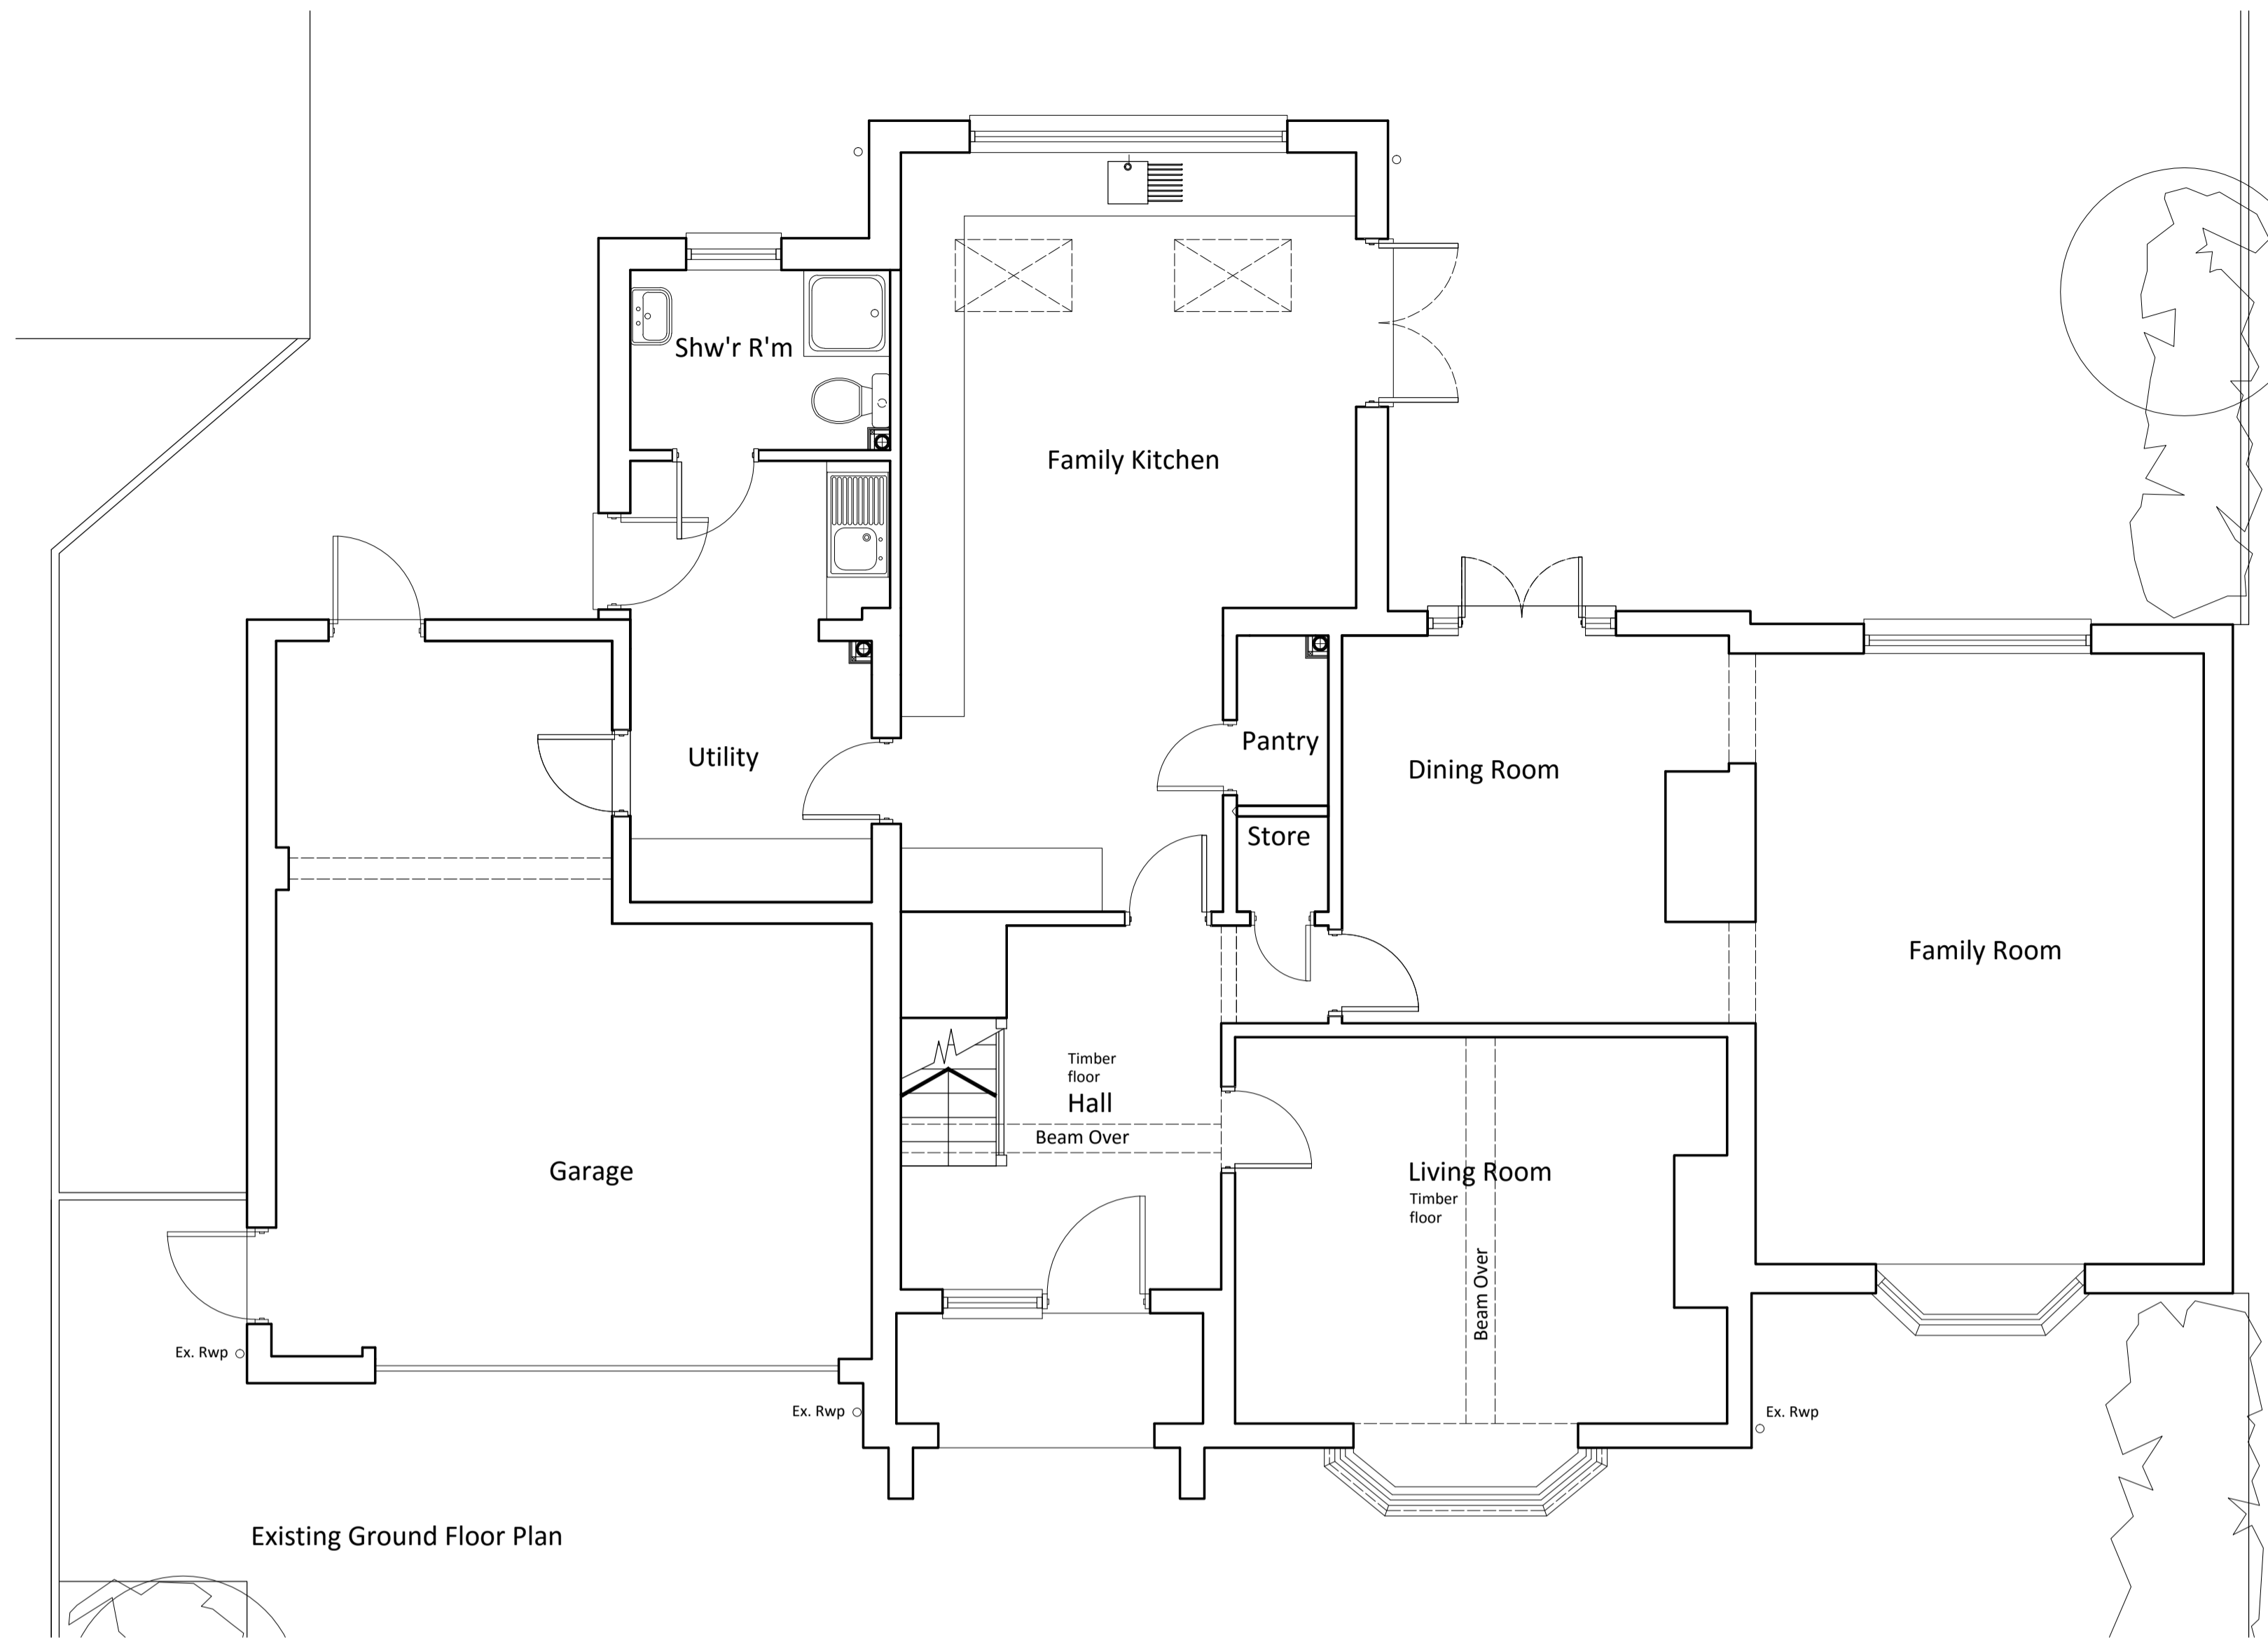 Shw'r R'm
Family Kitchen
Utility
Pantry
Dining Room
Store
Family Room
Timber
floor
Hall
Beam Over
Garage
Living Room
Timber
floor
Beam Over
Ex. Rwp
Ex. Rwp
Ex. Rwp
Existing Ground Floor Plan